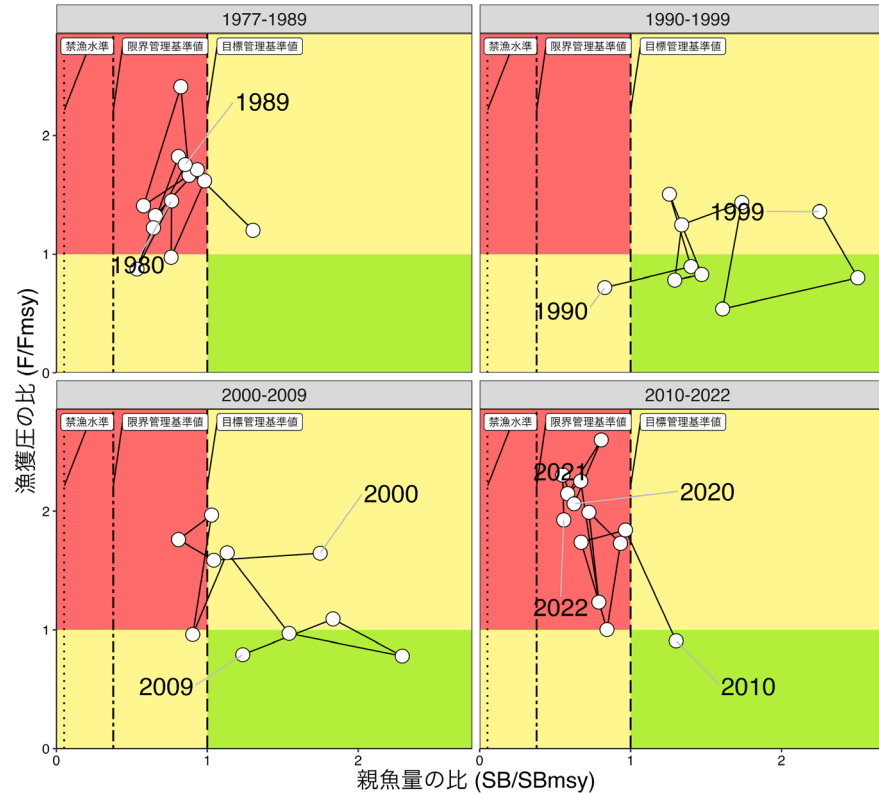 1977-1989
1990-1999
禁漁水準 限界管理基準値 目標管理基準値
禁漁水準 限界管理基準値 目標管理基準値
1989
1980
1999
1990
2
1
0
2000-2009
2010-2022
禁漁水準 限界管理基準値 目標管理基準値
禁漁水準 限界管理基準値 目標管理基準値
2000
2009
2021
2020
2022
2010
2
1
0
0 1 2
0 1 2
漁獲圧の比 (F/Fmsy)
親魚量の比 (SB/SBmsy)